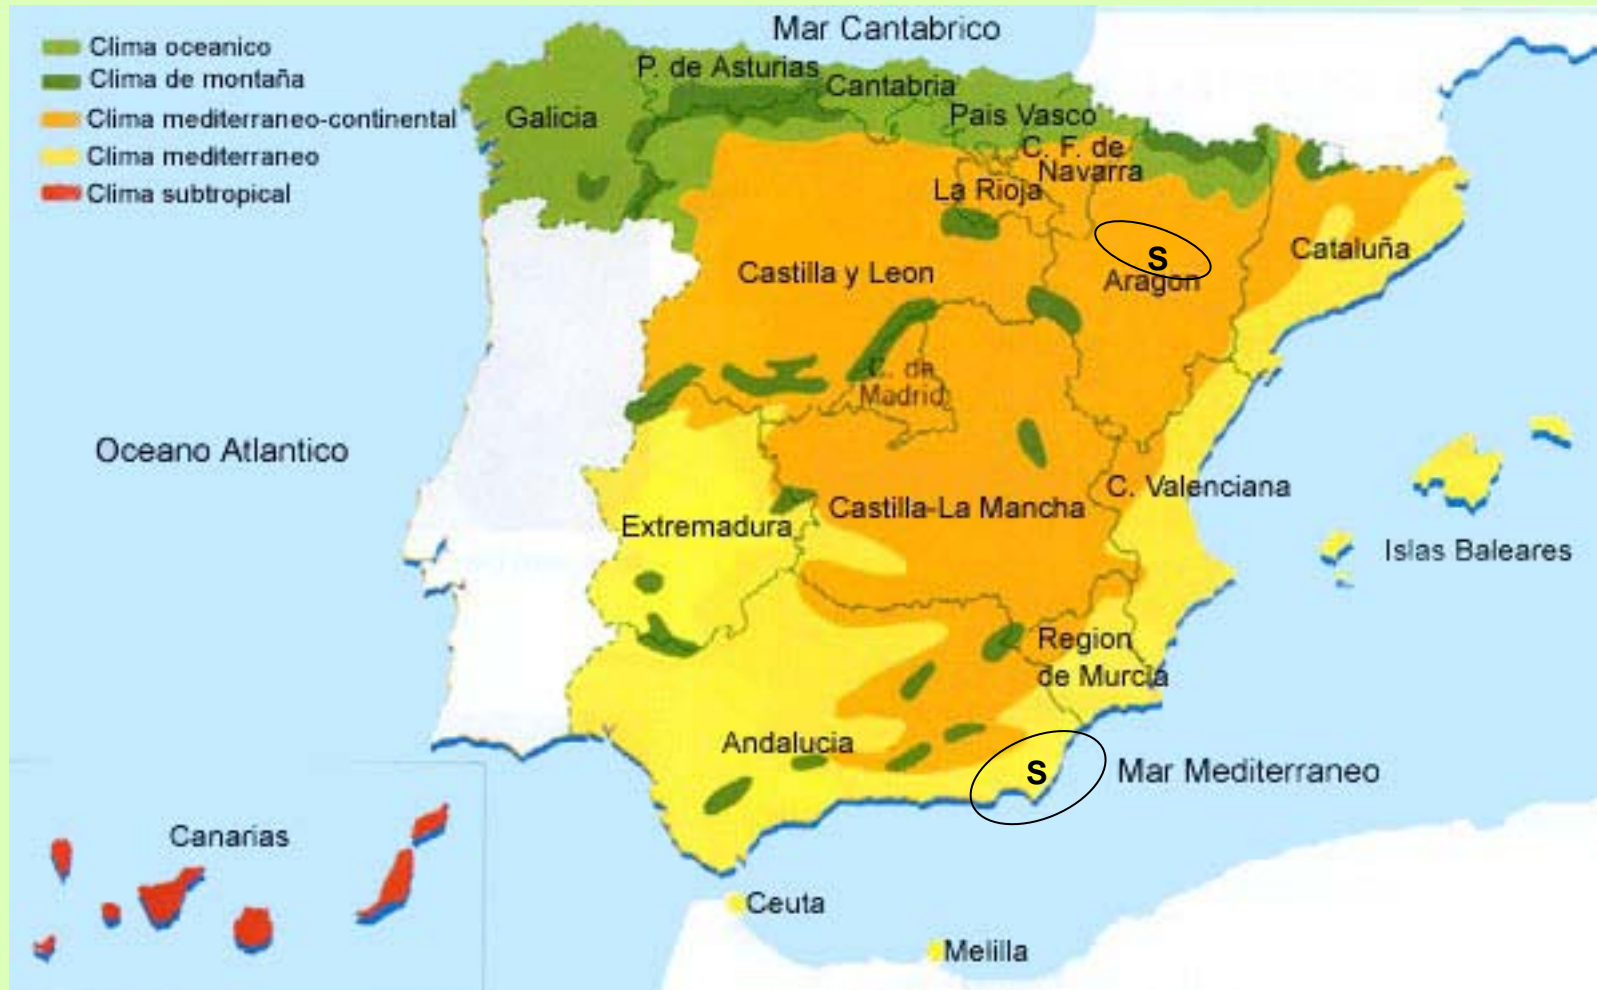 Clima oceanico
Clima de montaña
Clima mediterraneo-continental
Clima mediterraneo
Clima subtropical
Mar Cantabrico
P. de Asturias
Cantabria
Galicia
Pais Vasco
C. F. de
Navarra
La Rioja
S
Aragon
Cataluña
Castilla y Leon
C. de
Madrid
Oceano Atlantico
C. Valenciana
Castilla-La Mancha
Extremadura
Islas Baleares
Region
de Murcia
Andalucia
S
Mar Mediterraneo
Canarias
Ceuta
Melilla